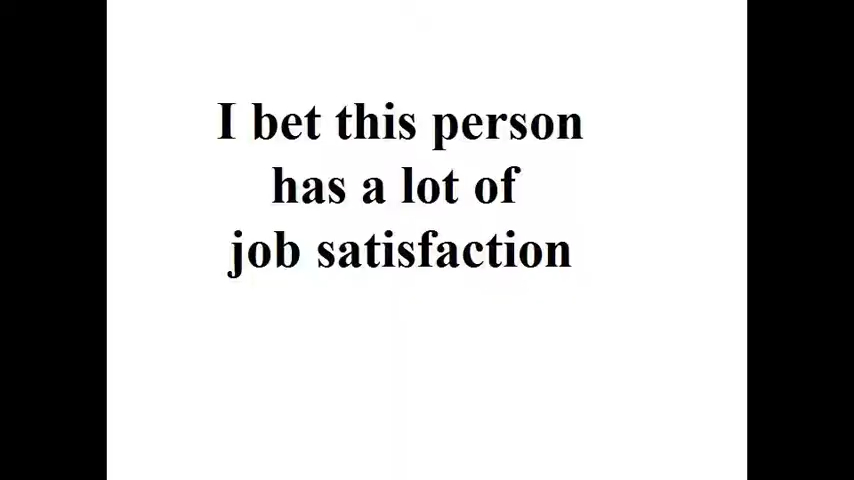 I bet this person
has a lot of
job satisfaction